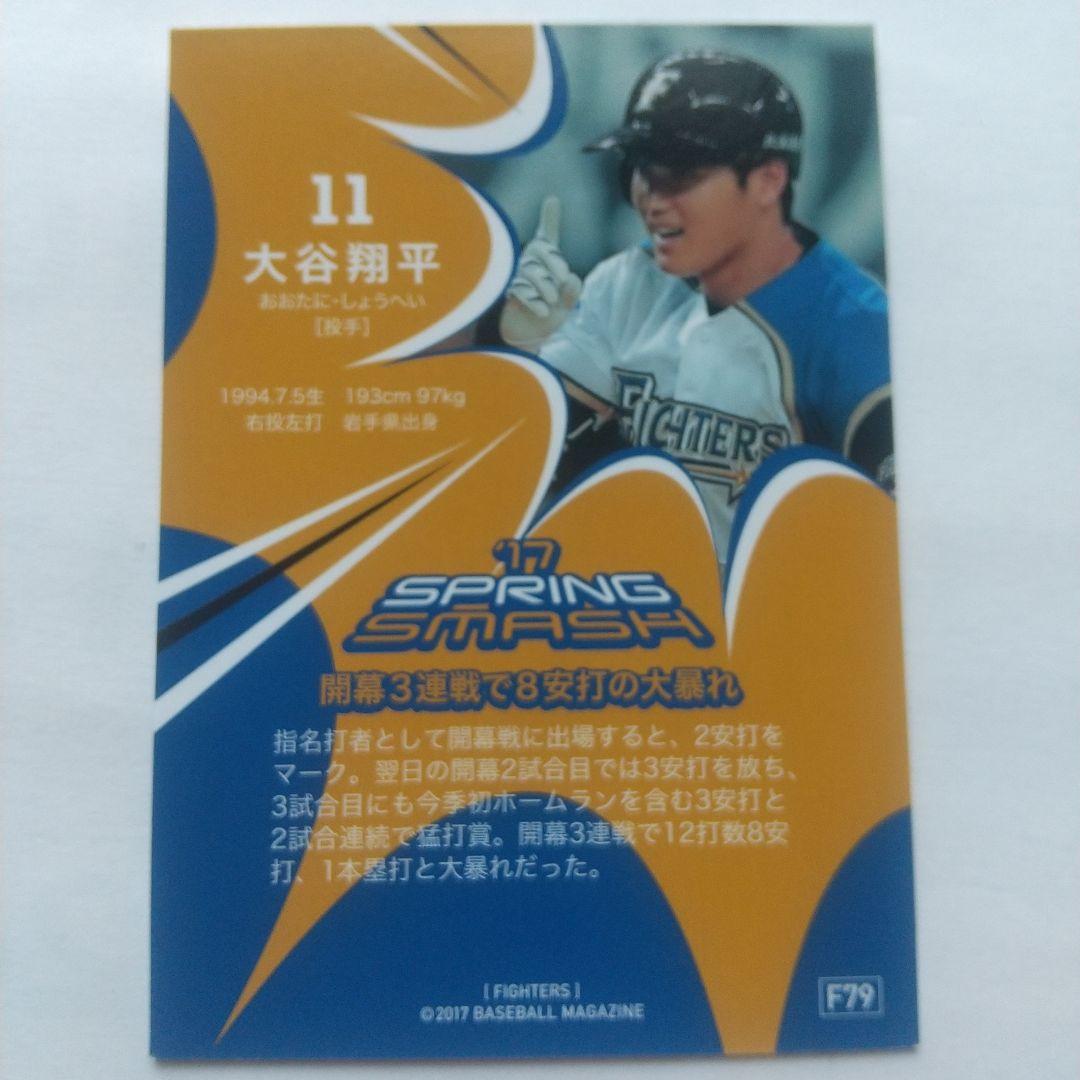 11
大谷翔平
おおたに・しょうへい
[投手]
1994.7.5生 193cm 97kg
右投左打 岩手県出身
F
FIGHTERS
'17
SPRING
SMASH
開幕3連戦で8安打の大暴れ
指名打者として開幕戦に出場すると、2安打を
マーク。翌日の開幕2試合目では3安打を放ち、
3試合目にも今季初ホームランを含む3安打と
2試合連続で猛打賞。開幕3連戦で12打数8安
打、1本塁打と大暴れだった。
[FIGHTERS]
©2017 BASEBALL MAGAZINE
F79